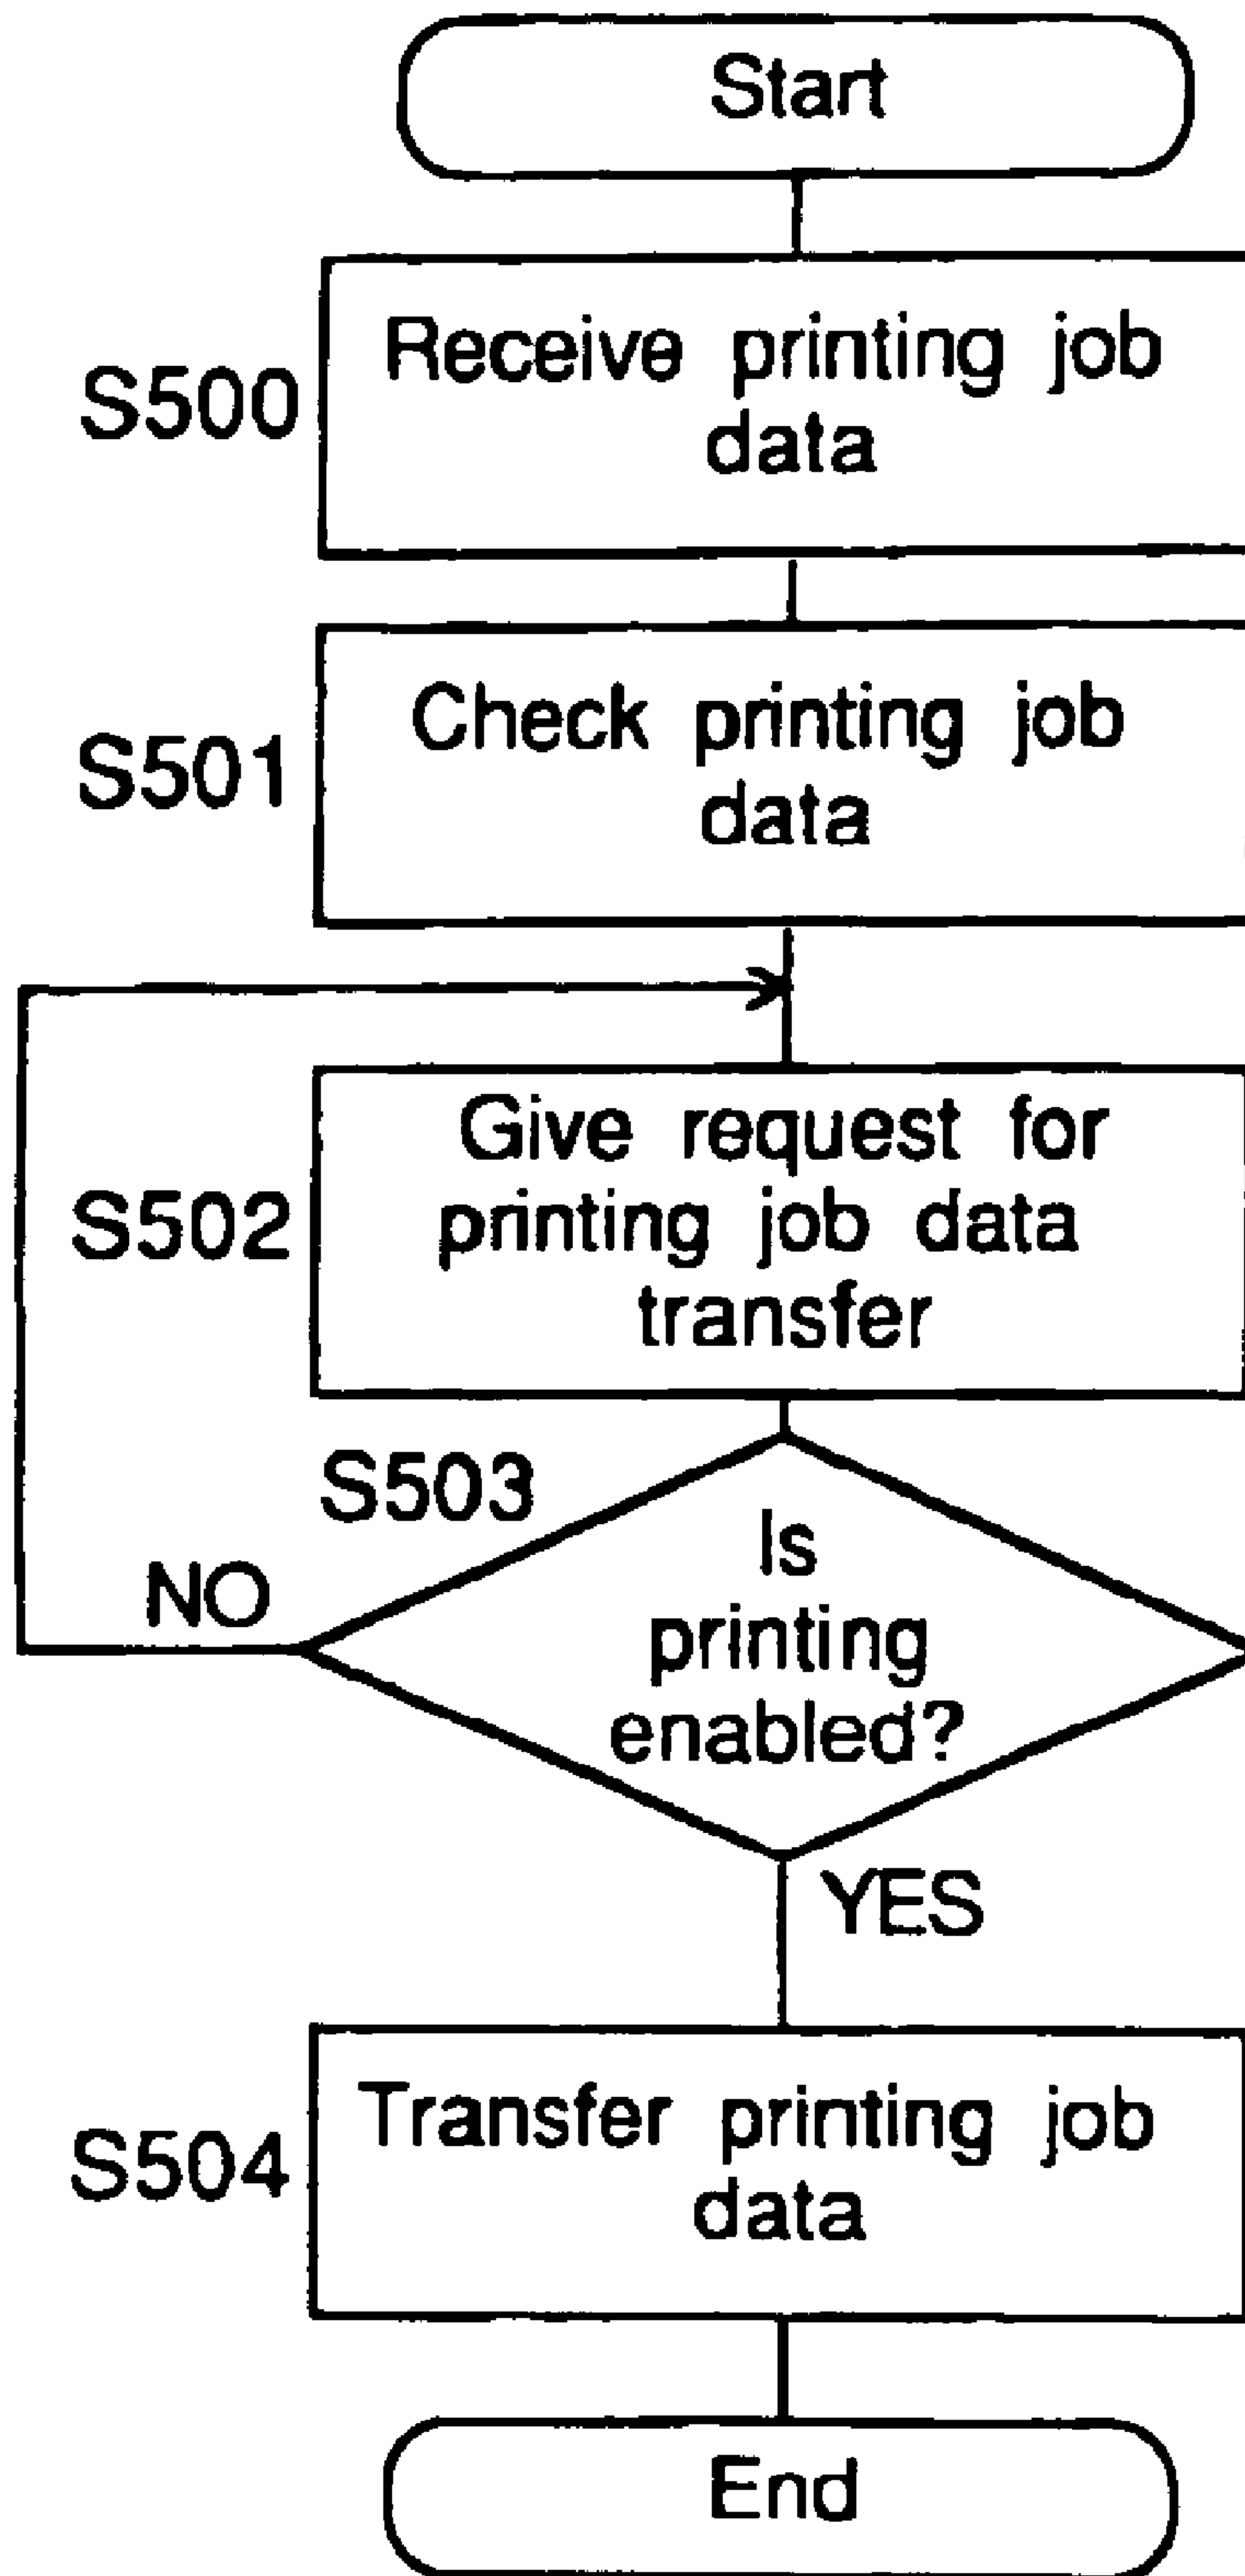 Start
S500
Receive printing job
data
S501
Check printing job
data
S502
Give request for
printing job data
transfer
S503
Is
printing
enabled?
NO
YES
S504
Transfer printing job
data
End